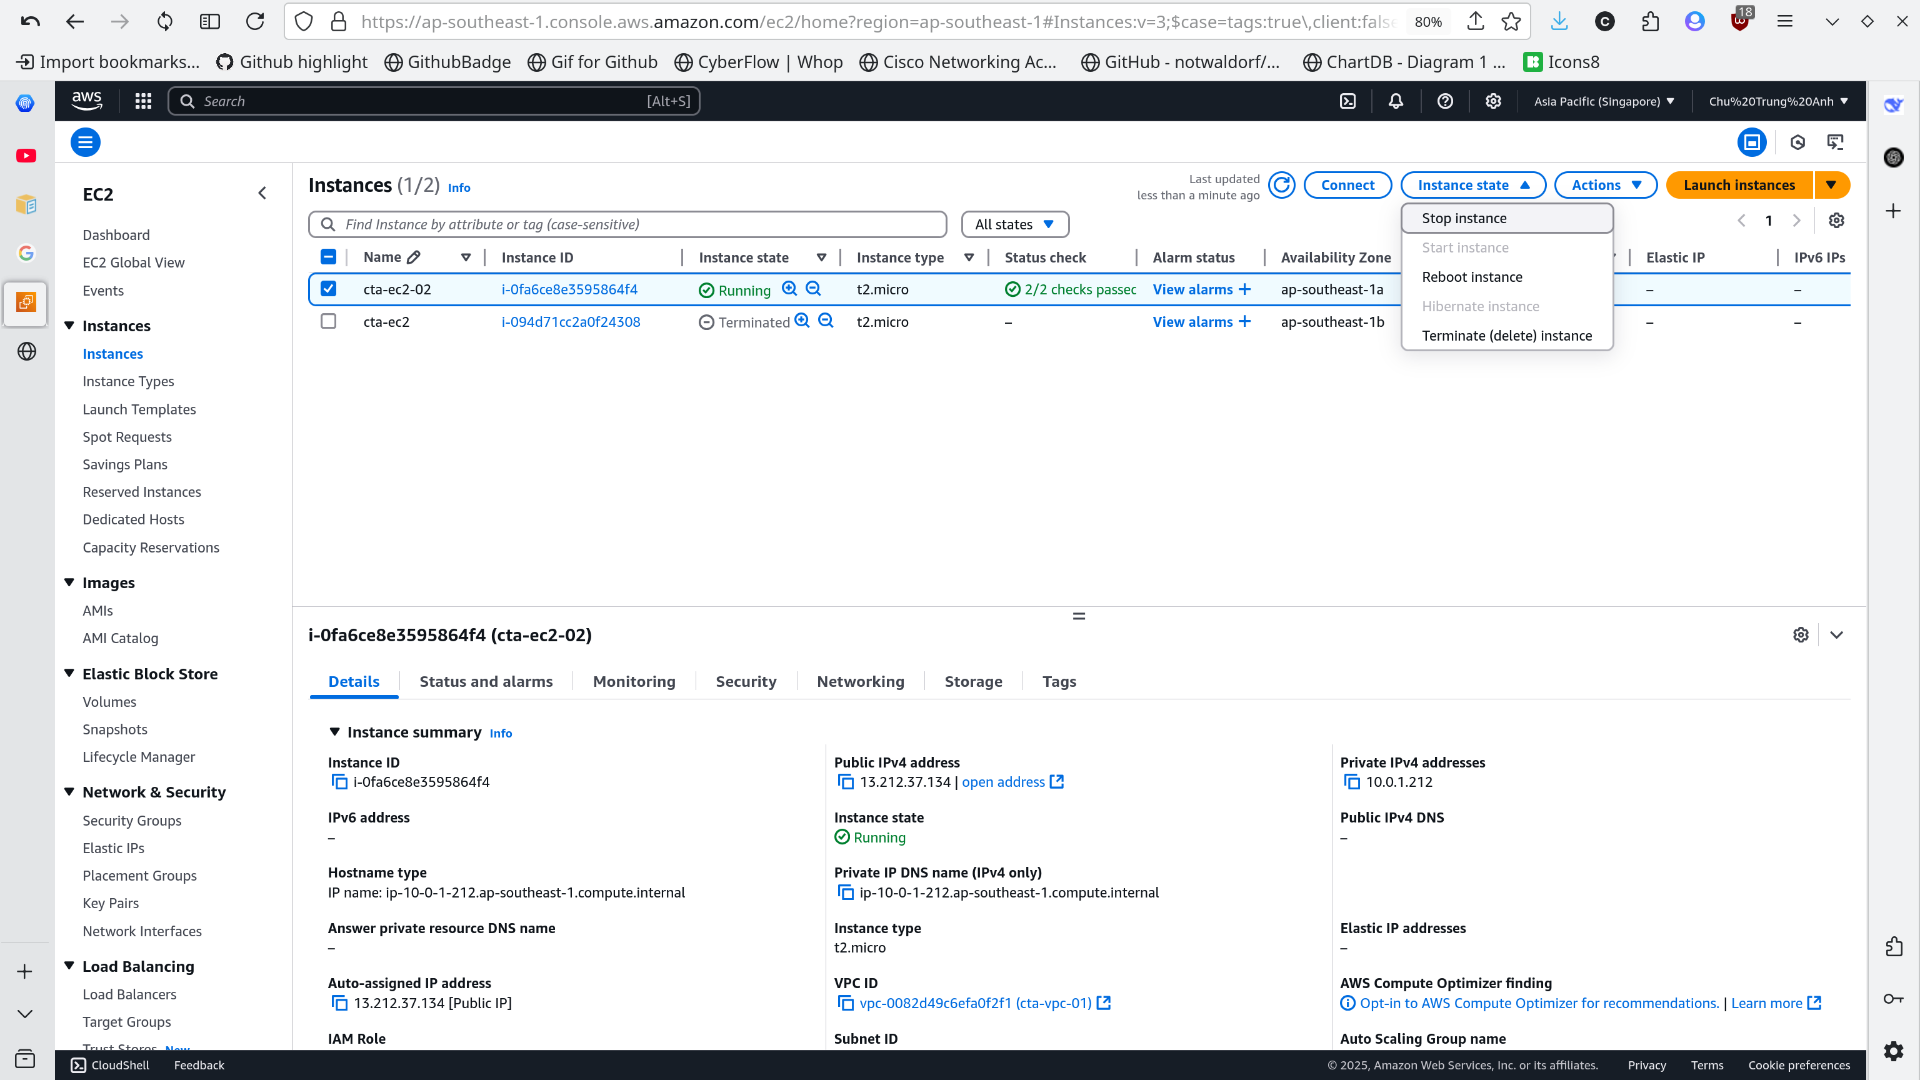 https://ap-southeast-1.console.aws.amazon.com/ec2/home?region=ap-southeast-1#Instances:v=3;$case=tags:true\,client:false
80%
18
Import bookmarks...
Github highlight
GithubBadge
Gif for Github
CyberFlow | Whop
Cisco Networking Ac...
GitHub - notwaldorf/...
ChartDB - Diagram 1 ...
Icons8
aws
Search
[Alt+S]
Asia Pacific (Singapore)
Chu%20Trung%20Anh
EC2
Dashboard
EC2 Global View
Events
Instances
Instances
Instance Types
Launch Templates
Spot Requests
Savings Plans
Reserved Instances
Dedicated Hosts
Capacity Reservations
Images
AMIs
AMI Catalog
Elastic Block Store
Volumes
Snapshots
Lifecycle Manager
Network & Security
Security Groups
Elastic IPs
Placement Groups
Key Pairs
Network Interfaces
Load Balancing
Load Balancers
Target Groups
Trust Stores New
Instances (1/2) Info
Last updated
less than a minute ago
Connect
Instance state
Actions
Launch instances
Find Instance by attribute or tag (case-sensitive)
All states
1
Stop instance
Start instance
Reboot instance
Hibernate instance
Terminate (delete) instance
Name Instance ID Instance state Instance type Status check Alarm status Availability Zone Elastic IP IPv6 IPs
cta-ec2-02 i-0fa6ce8e3595864f4 Running t2.micro 2/2 checks passec View alarms + ap-southeast-1a – –
cta-ec2 i-094d71cc2a0f24308 Terminated t2.micro – View alarms + ap-southeast-1b – –
i-0fa6ce8e3595864f4 (cta-ec2-02)
Details
Status and alarms
Monitoring
Security
Networking
Storage
Tags
Instance summary Info
Instance ID
i-0fa6ce8e3595864f4
Public IPv4 address
13.212.37.134 | open address
Private IPv4 addresses
10.0.1.212
IPv6 address
–
Instance state
Running
Public IPv4 DNS
–
Hostname type
IP name: ip-10-0-1-212.ap-southeast-1.compute.internal
Private IP DNS name (IPv4 only)
ip-10-0-1-212.ap-southeast-1.compute.internal
Answer private resource DNS name
–
Instance type
t2.micro
Elastic IP addresses
–
Auto-assigned IP address
13.212.37.134 [Public IP]
VPC ID
vpc-0082d49c6efa0f2f1 (cta-vpc-01)
AWS Compute Optimizer finding
Opt-in to AWS Compute Optimizer for recommendations. | Learn more
IAM Role
Subnet ID
Auto Scaling Group name
CloudShell
Feedback
© 2025, Amazon Web Services, Inc. or its affiliates.
Privacy
Terms
Cookie preferences